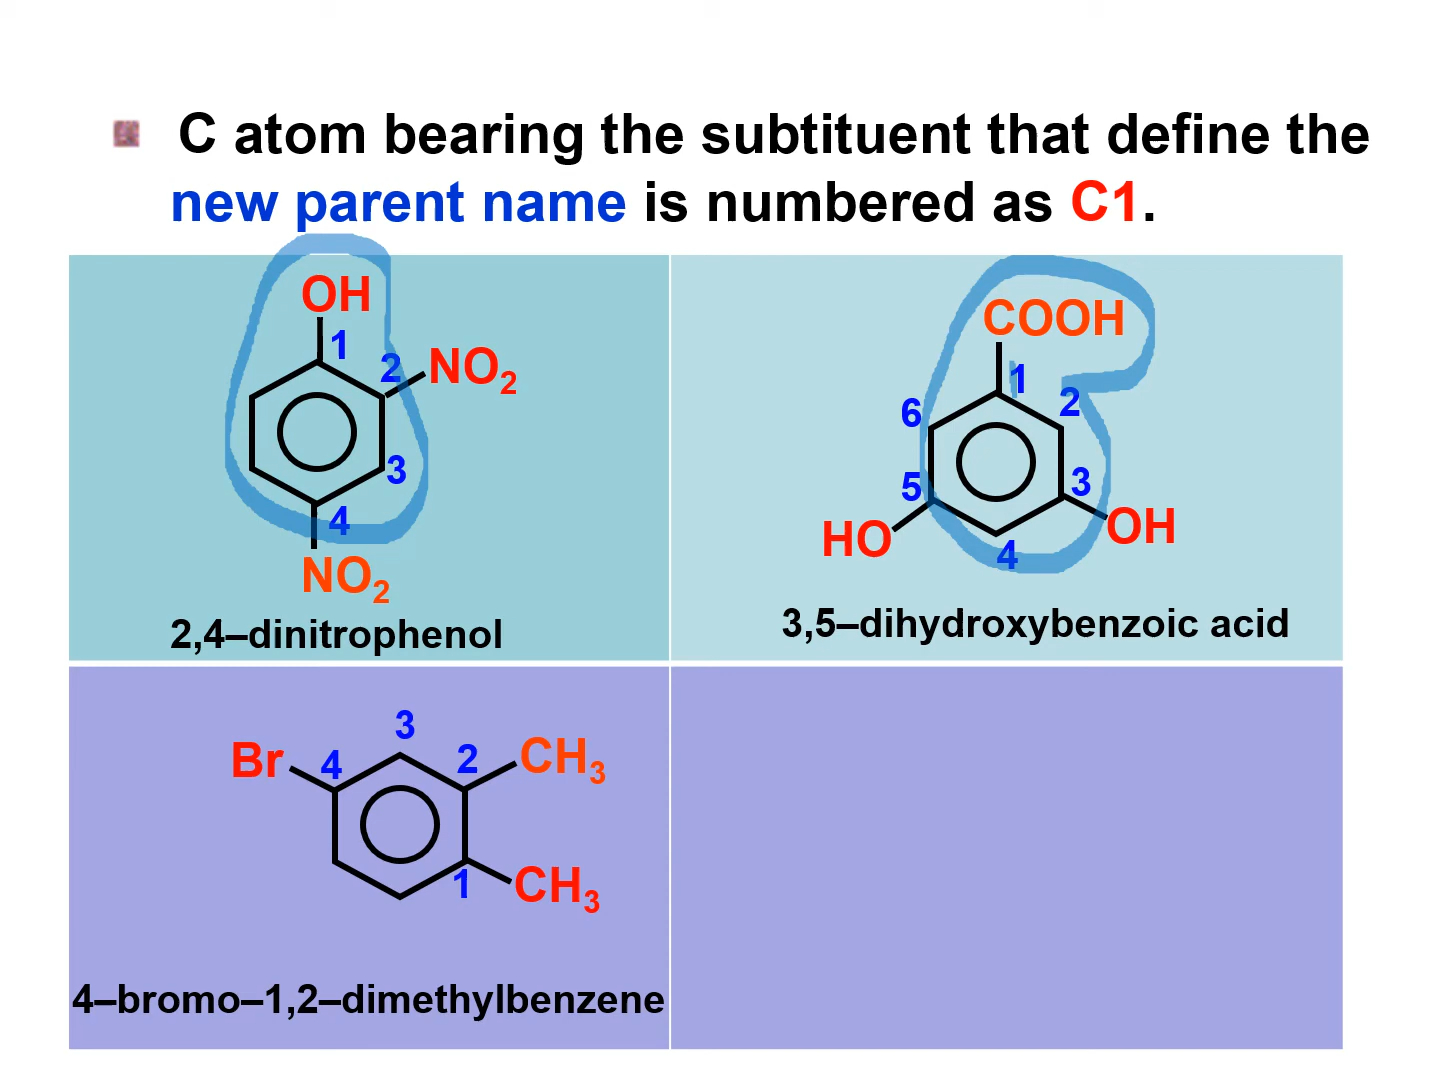 C atom bearing the subtituent that define the
new parent name is numbered as C1.
OH
1
2
NO2
3
4
NO2
2,4–dinitrophenol
COOH
1
6
2
5
3
HO
OH
4
3,5–dihydroxybenzoic acid
3
Br
4
2
CH3
1
CH3
4–bromo–1,2–dimethylbenzene